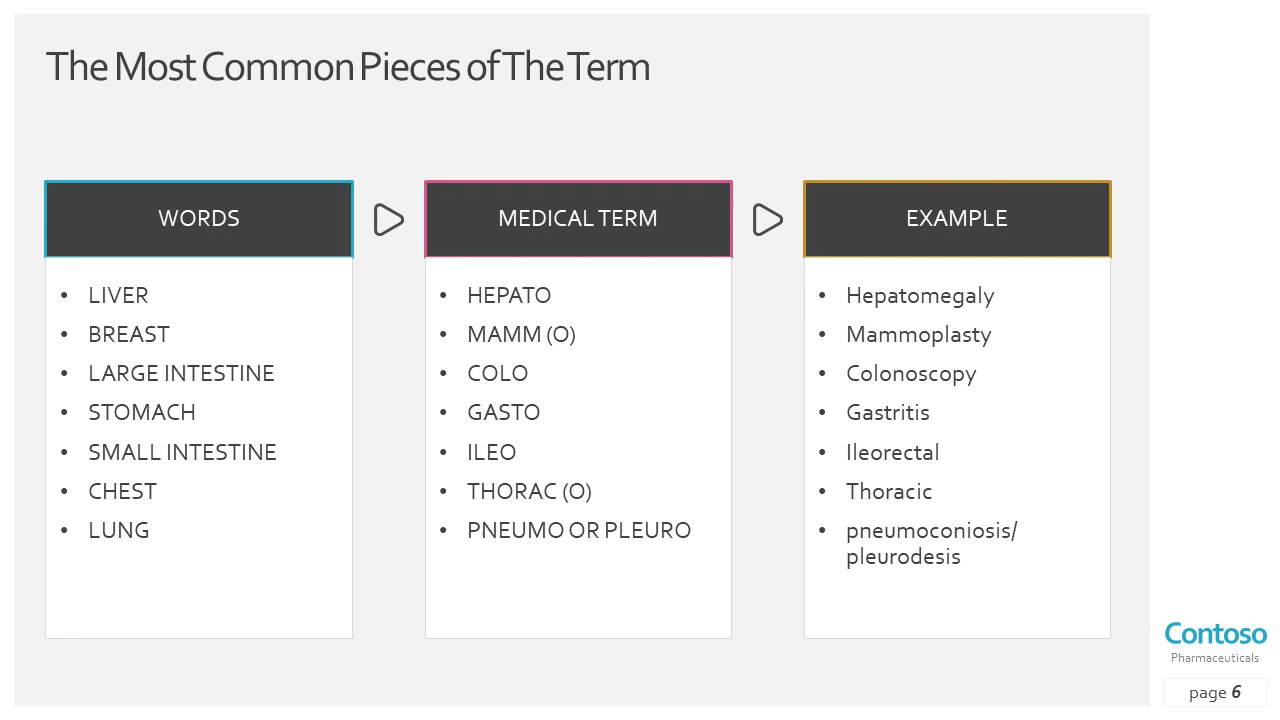 The Most Common Pieces of The Term
WORDS
• LIVER
• BREAST
• LARGE INTESTINE
• STOMACH
• SMALL INTESTINE
• CHEST
• LUNG
MEDICAL TERM
• HEPATO
• MAMM (O)
• COLO
• GASTO
• ILEO
• THORAC (O)
• PNEUMO OR PLEURO
EXAMPLE
• Hepatomegaly
• Mammoplasty
• Colonoscopy
• Gastritis
• Ileorectal
• Thoracic
• pneumoconiosis/
pleurodesis
Contoso
Pharmaceuticals
page 6